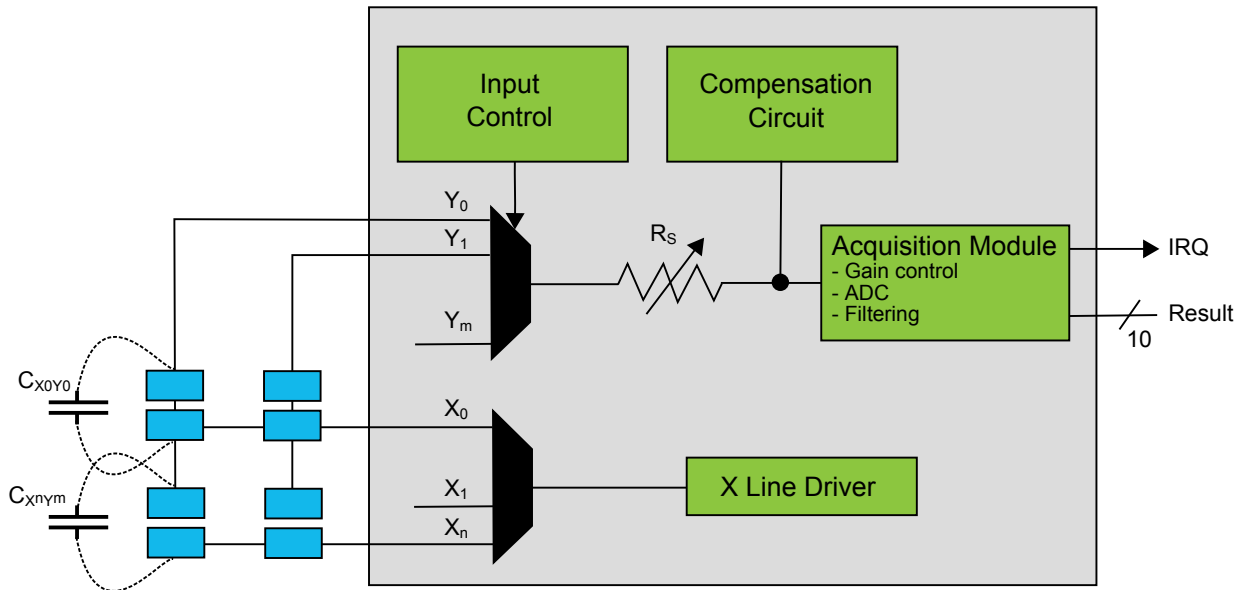 Input
Control
Compensation
Circuit
Y0
Y1
RS
Acquisition Module
- Gain control
- ADC
- Filtering
IRQ
Result
10
Ym
CX0Y0
X0
CXnYm
X1
Xn
X Line Driver